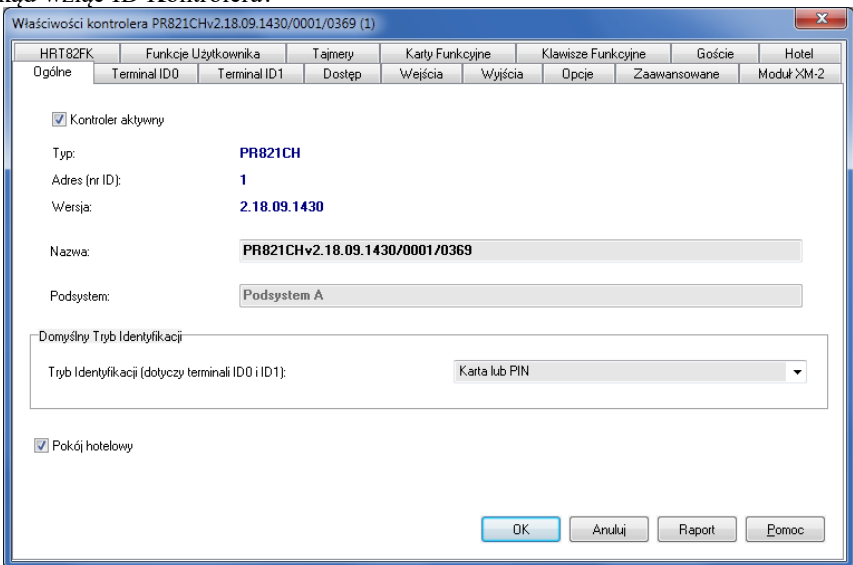 wziąć ID Kontrolera?
Właściwości kontrolera PR821CHv2.18.09.1430/0001/0369 (1)
HRT82FK Funkcje Użytkownika Tajmery Karty Funkcyjne Klawisze Funkcyjne Goście Hotel
Ogólne Terminal ID0 Terminal ID1 Dostęp Wejścia Wyjścia Opcje Zaawansowane Moduł XM-2
Kontroler aktywny
Typ: PR821CH
Adres (nr ID): 1
Wersja: 2.18.09.1430
Nazwa: PR821CHv2.18.09.1430/0001/0369
Podsystem: Podsystem A
Domyślny Tryb Identyfikacji
Tryb Identyfikacji (dotyczy terminali ID0 i ID1): Karta lub PIN
Pokój hotelowy
OK Anuluj Raport Pomoc